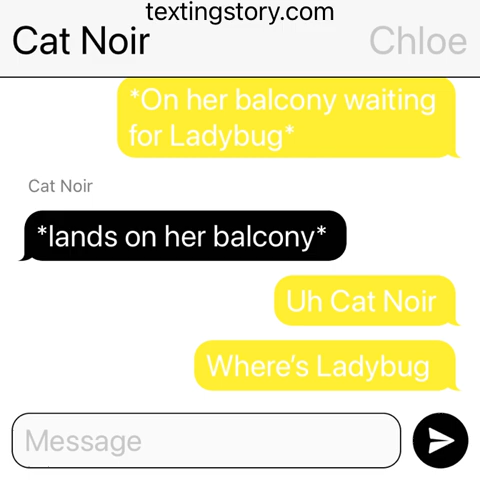 textingstory.com
Cat Noir
Chloe
*On her balcony waiting
for Ladybug*
Cat Noir
*lands on her balcony*
Uh Cat Noir
Where’s Ladybug
Message